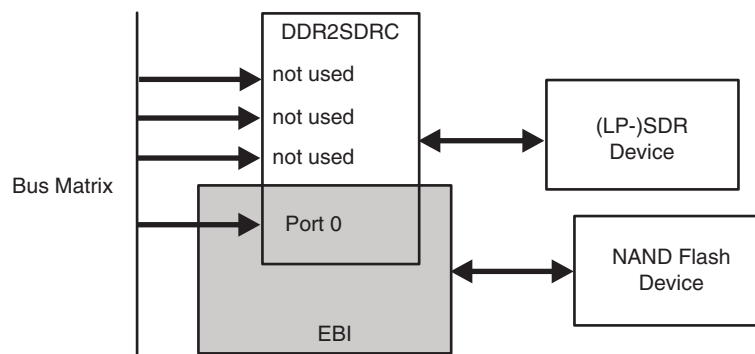 DDR2SDRC
not used
not used
not used
Port 0
EBI
Bus Matrix
(LP-)SDR
Device
NAND Flash
Device